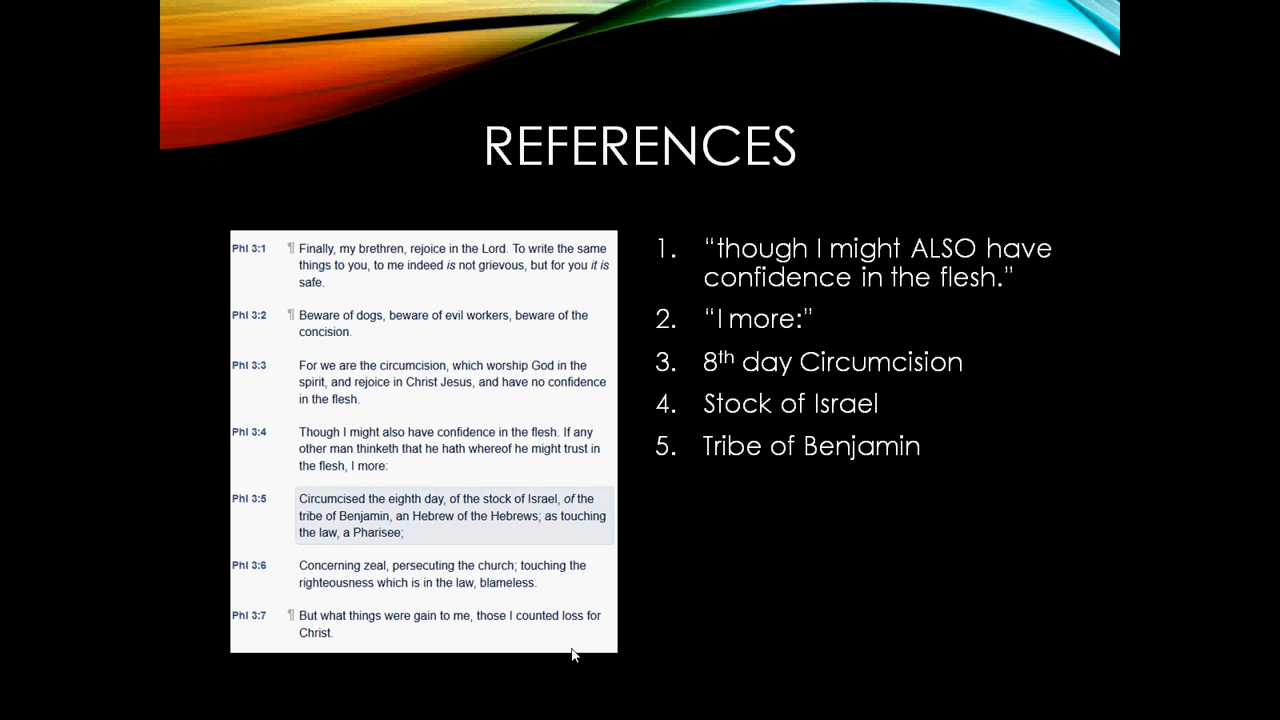 REFERENCES
Phl 3:1 ¶ Finally, my brethren, rejoice in the Lord. To write the same
things to you, to me indeed is not grievous, but for you it is
safe.
Phl 3:2 ¶ Beware of dogs, beware of evil workers, beware of the
concision.
Phl 3:3 For we are the circumcision, which worship God in the
spirit, and rejoice in Christ Jesus, and have no confidence
in the flesh.
Phl 3:4 Though I might also have confidence in the flesh. If any
other man thinketh that he hath whereof he might trust in
the flesh, I more:
Phl 3:5 Circumcised the eighth day, of the stock of Israel, of the
tribe of Benjamin, an Hebrew of the Hebrews; as touching
the law, a Pharisee;
Phl 3:6 Concerning zeal, persecuting the church; touching the
righteousness which is in the law, blameless.
Phl 3:7 ¶ But what things were gain to me, those I counted loss for
Christ.
1. “though I might ALSO have
confidence in the flesh.”
2. “I more:”
3. 8th day Circumcision
4. Stock of Israel
5. Tribe of Benjamin